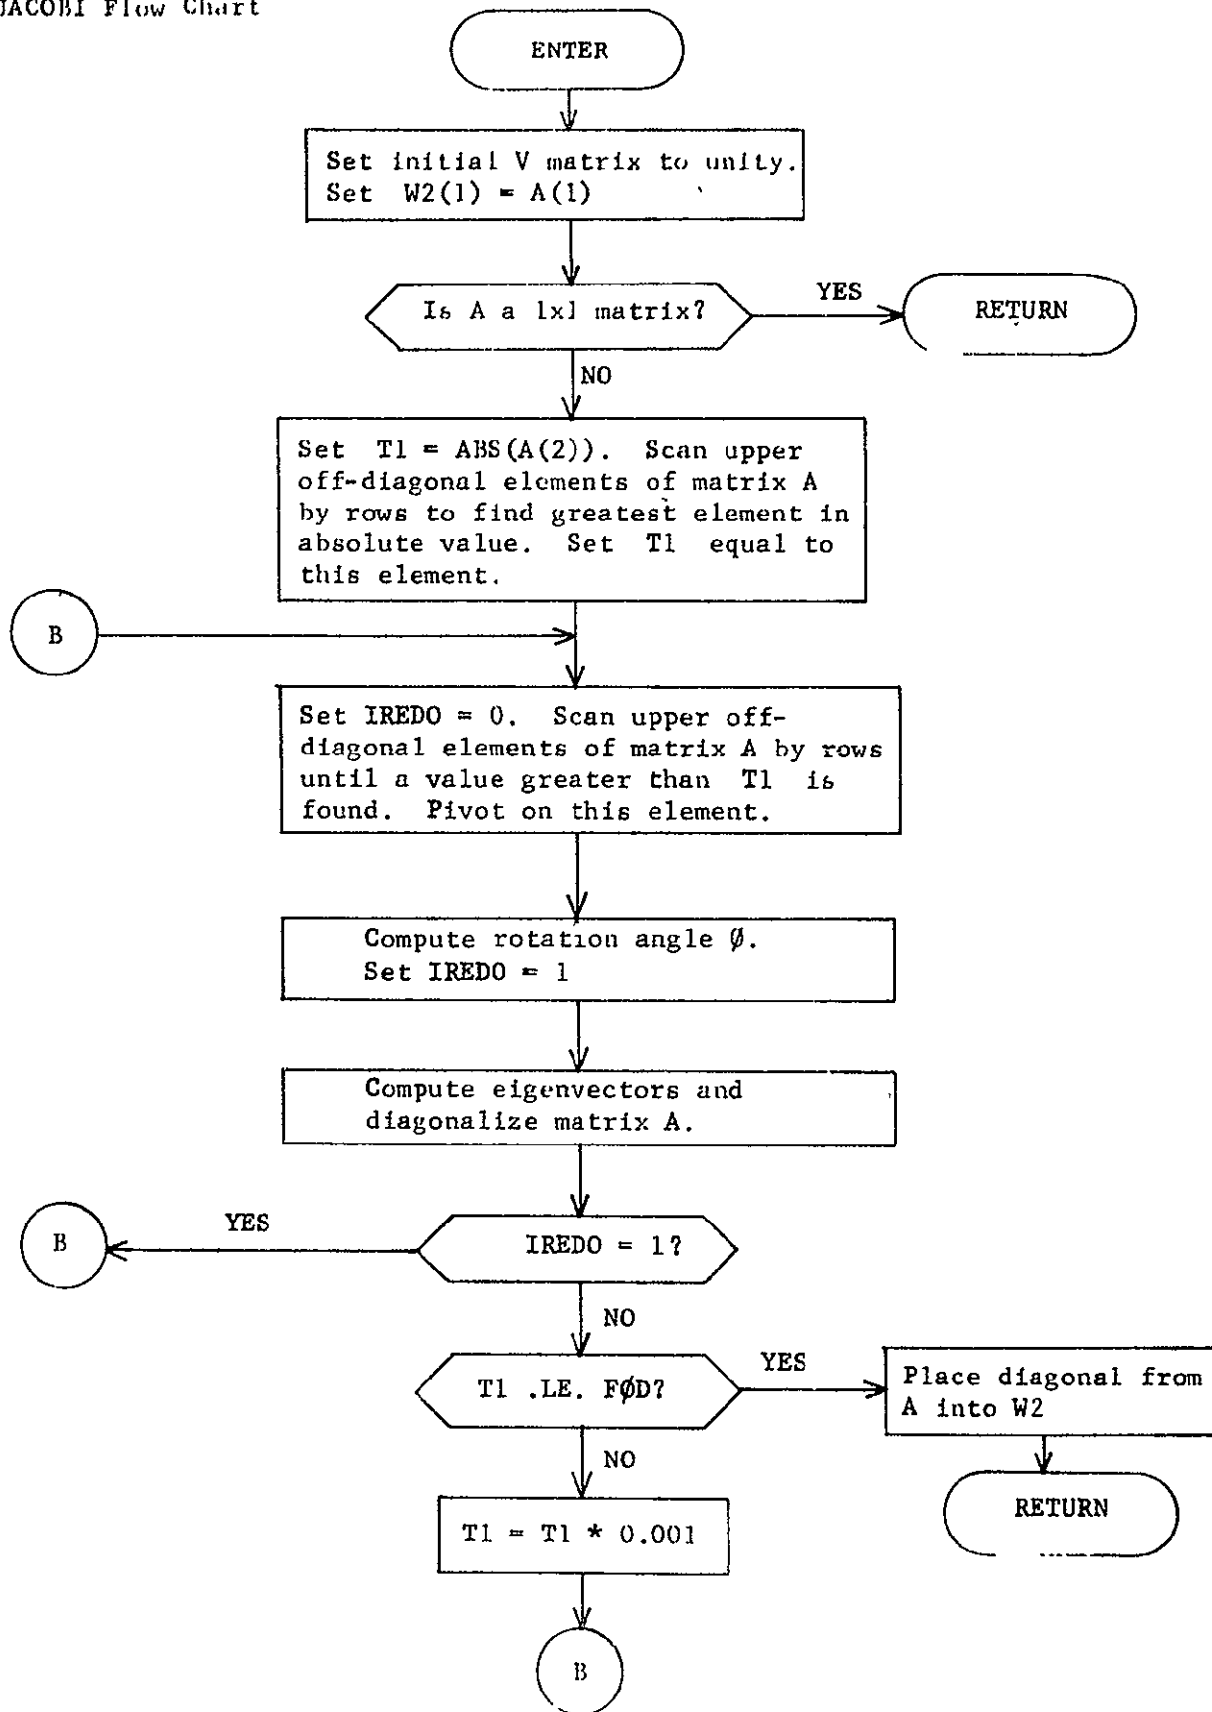 JACOBI Flow Chart
ENTER
Set initial V matrix to unity.
Set W2(1) = A(1)
Is A a 1x1 matrix?
YES
RETURN
NO
Set T1 = ABS(A(2)). Scan upper
off-diagonal elements of matrix A
by rows to find greatest element in
absolute value. Set T1 equal to
this element.
B
Set IREDO = 0. Scan upper off-
diagonal elements of matrix A by rows
until a value greater than T1 is
found. Pivot on this element.
Compute rotation angle Ø.
Set IREDO = 1
Compute eigenvectors and
diagonalize matrix A.
B
YES
IREDO = 1?
NO
T1 .LE. FØD?
YES
Place diagonal from
A into W2
NO
RETURN
T1 = T1 * 0.001
B